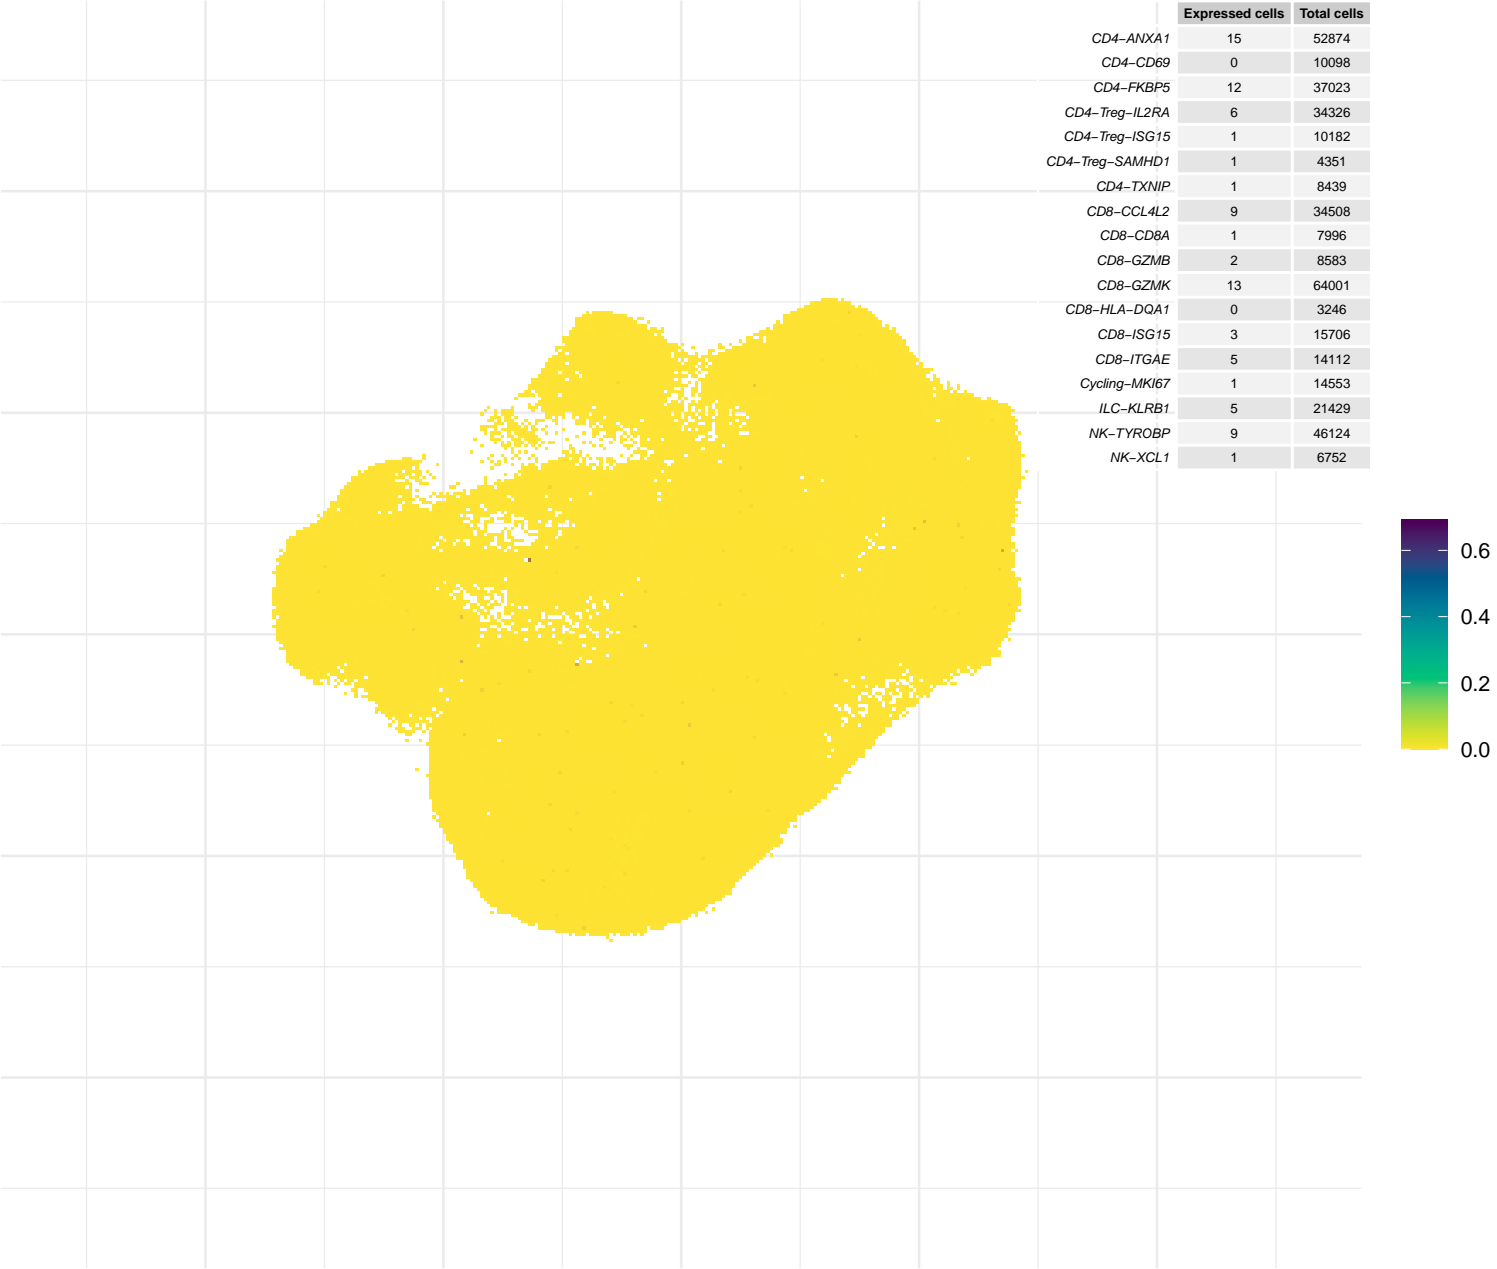 Expressed cells Total cells
CD4−ANXA1 15 52874
CD4−CD69 0 10098
CD4−FKBP5 12 37023
CD4−Treg−IL2RA 6 34326
CD4−Treg−ISG15 1 10182
CD4−Treg−SAMHD1 1 4351
CD4−TXNIP 1 8439
CD8−CCL4L2 9 34508
CD8−CD8A 1 7996
CD8−GZMB 2 8583
CD8−GZMK 13 64001
CD8−HLA−DQA1 0 3246
CD8−ISG15 3 15706
CD8−ITGAE 5 14112
Cycling−MKI67 1 14553
ILC−KLRB1 5 21429
NK−TYROBP 9 46124
NK−XCL1 1 6752
0.6
0.4
0.2
0.0